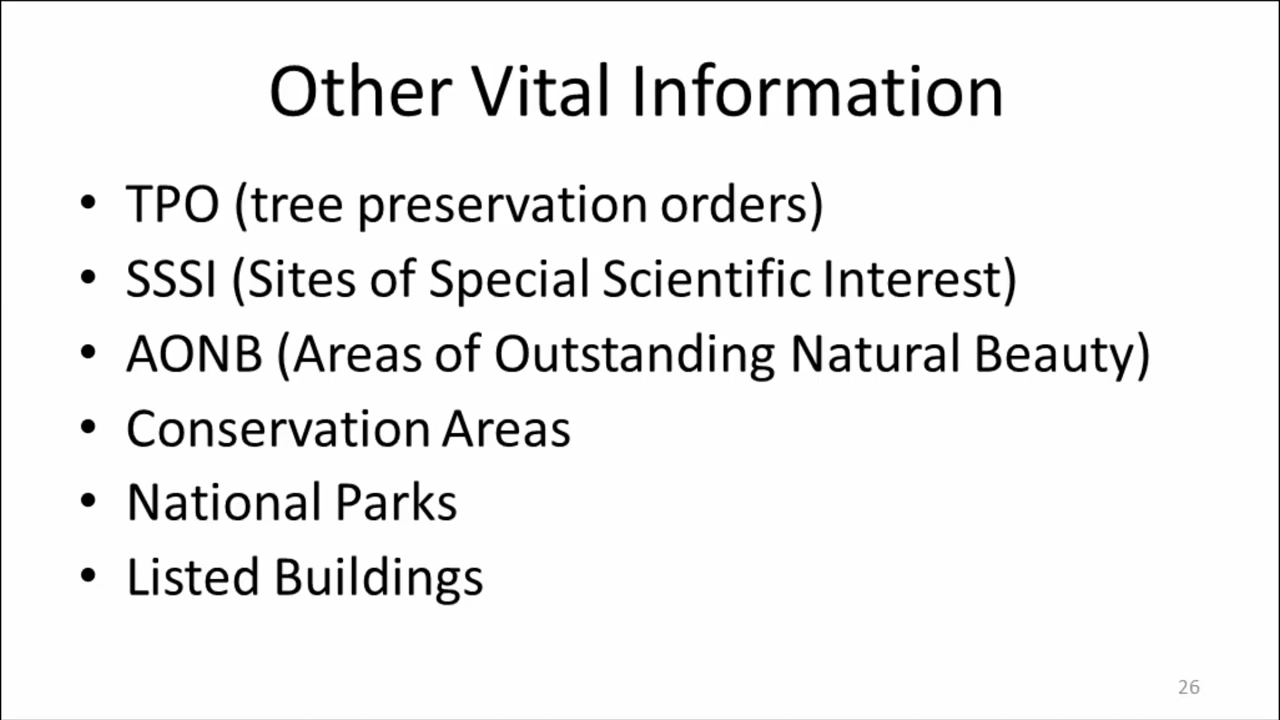 Other Vital Information
• TPO (tree preservation orders)
• SSSI (Sites of Special Scientific Interest)
• AONB (Areas of Outstanding Natural Beauty)
• Conservation Areas
• National Parks
• Listed Buildings
26